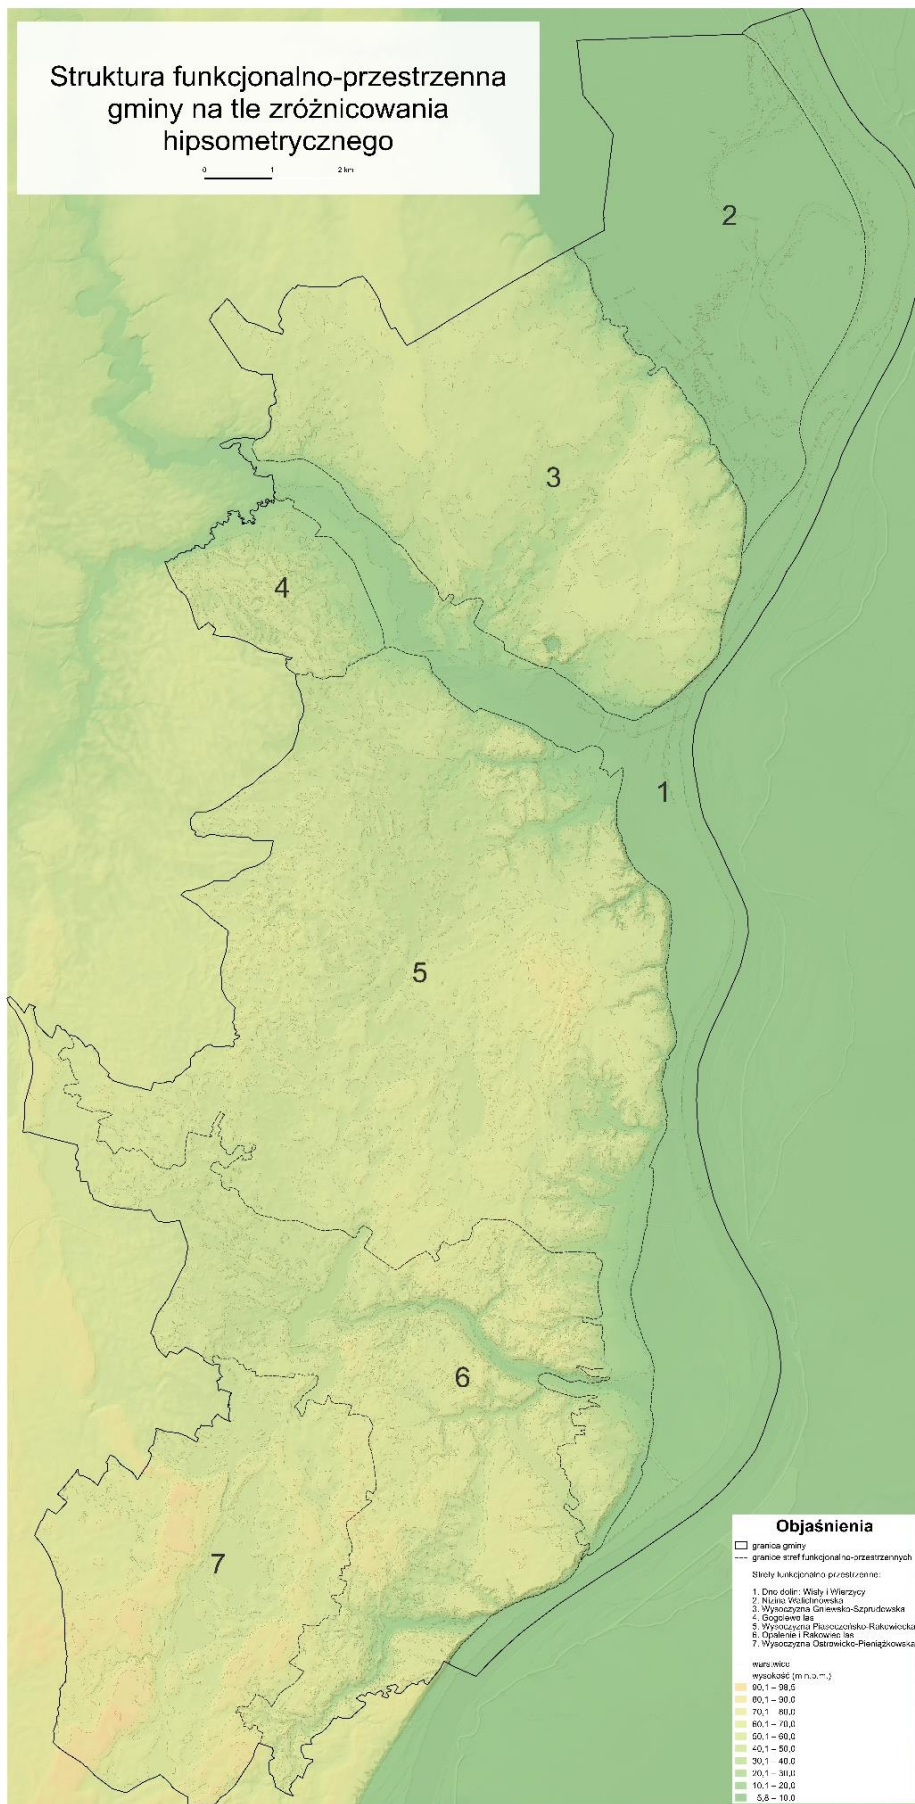 Struktura funkcjonalno-przestrzenna
gminy na tle zróżnicowania
hipsometrycznego
0 1 2 km
2
3
4
1
5
6
7
Objaśnienia
granica gminy
granice stref funkcjonalno-przestrzennych
Strefy funkcjonalno-przestrzenne:
1. Dno dolin: Wisły i Wierzycy
2. Nizina Walichnowska
3. Wysoczyzna Gniewsko-Szprudowska
4. Gogolewo las
5. Wysoczyzna Piaseczeńsko-Rakowiecka
6. Opalenie i Rakowiec las
7. Wysoczyzna Ostrowicko-Pieniążkowska
warstwice
wysokość (m n.p.m.)
90,1 – 98,5
80,1 – 90,0
70,1 – 80,0
60,1 – 70,0
50,1 – 60,0
40,1 – 50,0
30,1 – 40,0
20,1 – 30,0
10,1 – 20,0
5,8 – 10,0